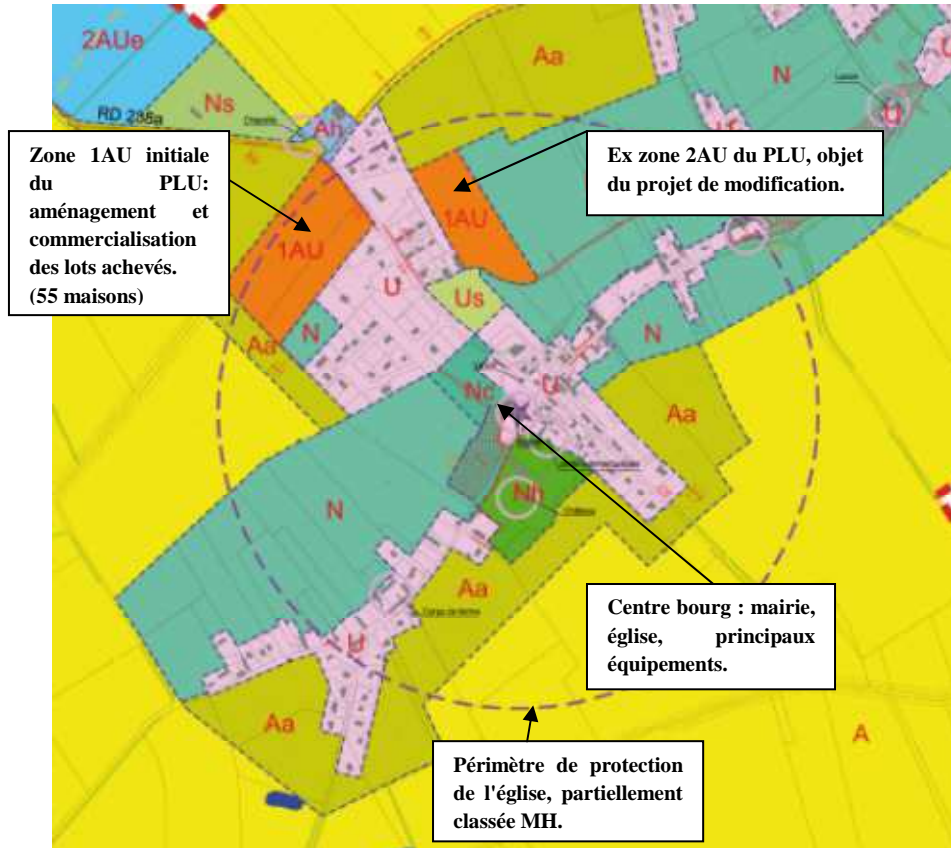 2AUe
Aa
N
U
Ns
RD 286a
Ah
U
U
Zone 1AU initiale
du PLU:
aménagement et
commercialisation
des lots achevés.
(55 maisons)
Ex zone 2AU du PLU, objet
du projet de modification.
1AU
1AU
U
Us
Aa
N
N
Nc
U
Aa
N
Nh
Château
Aa
U
Centre bourg : mairie,
église, principaux
équipements.
Aa
A
Périmètre de protection
de l'église, partiellement
classée MH.